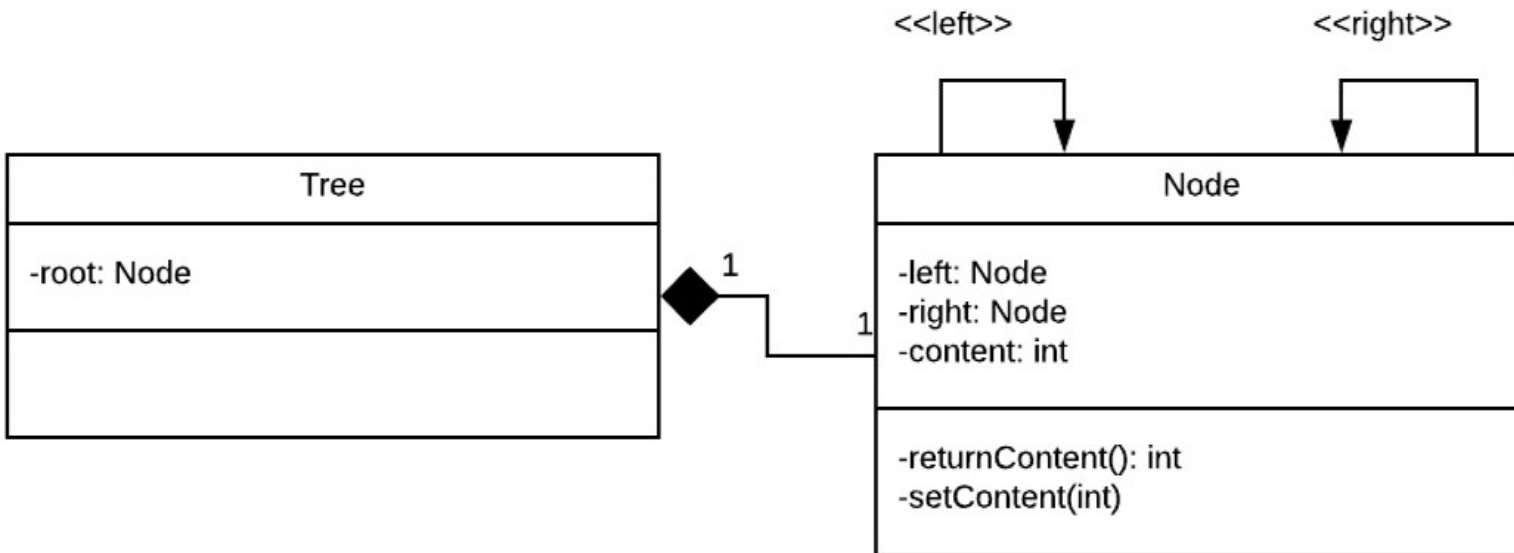 <<left>>
<<right>>
Tree
-root: Node
1
1
Node
-left: Node
-right: Node
-content: int
-returnContent(): int
-setContent(int)